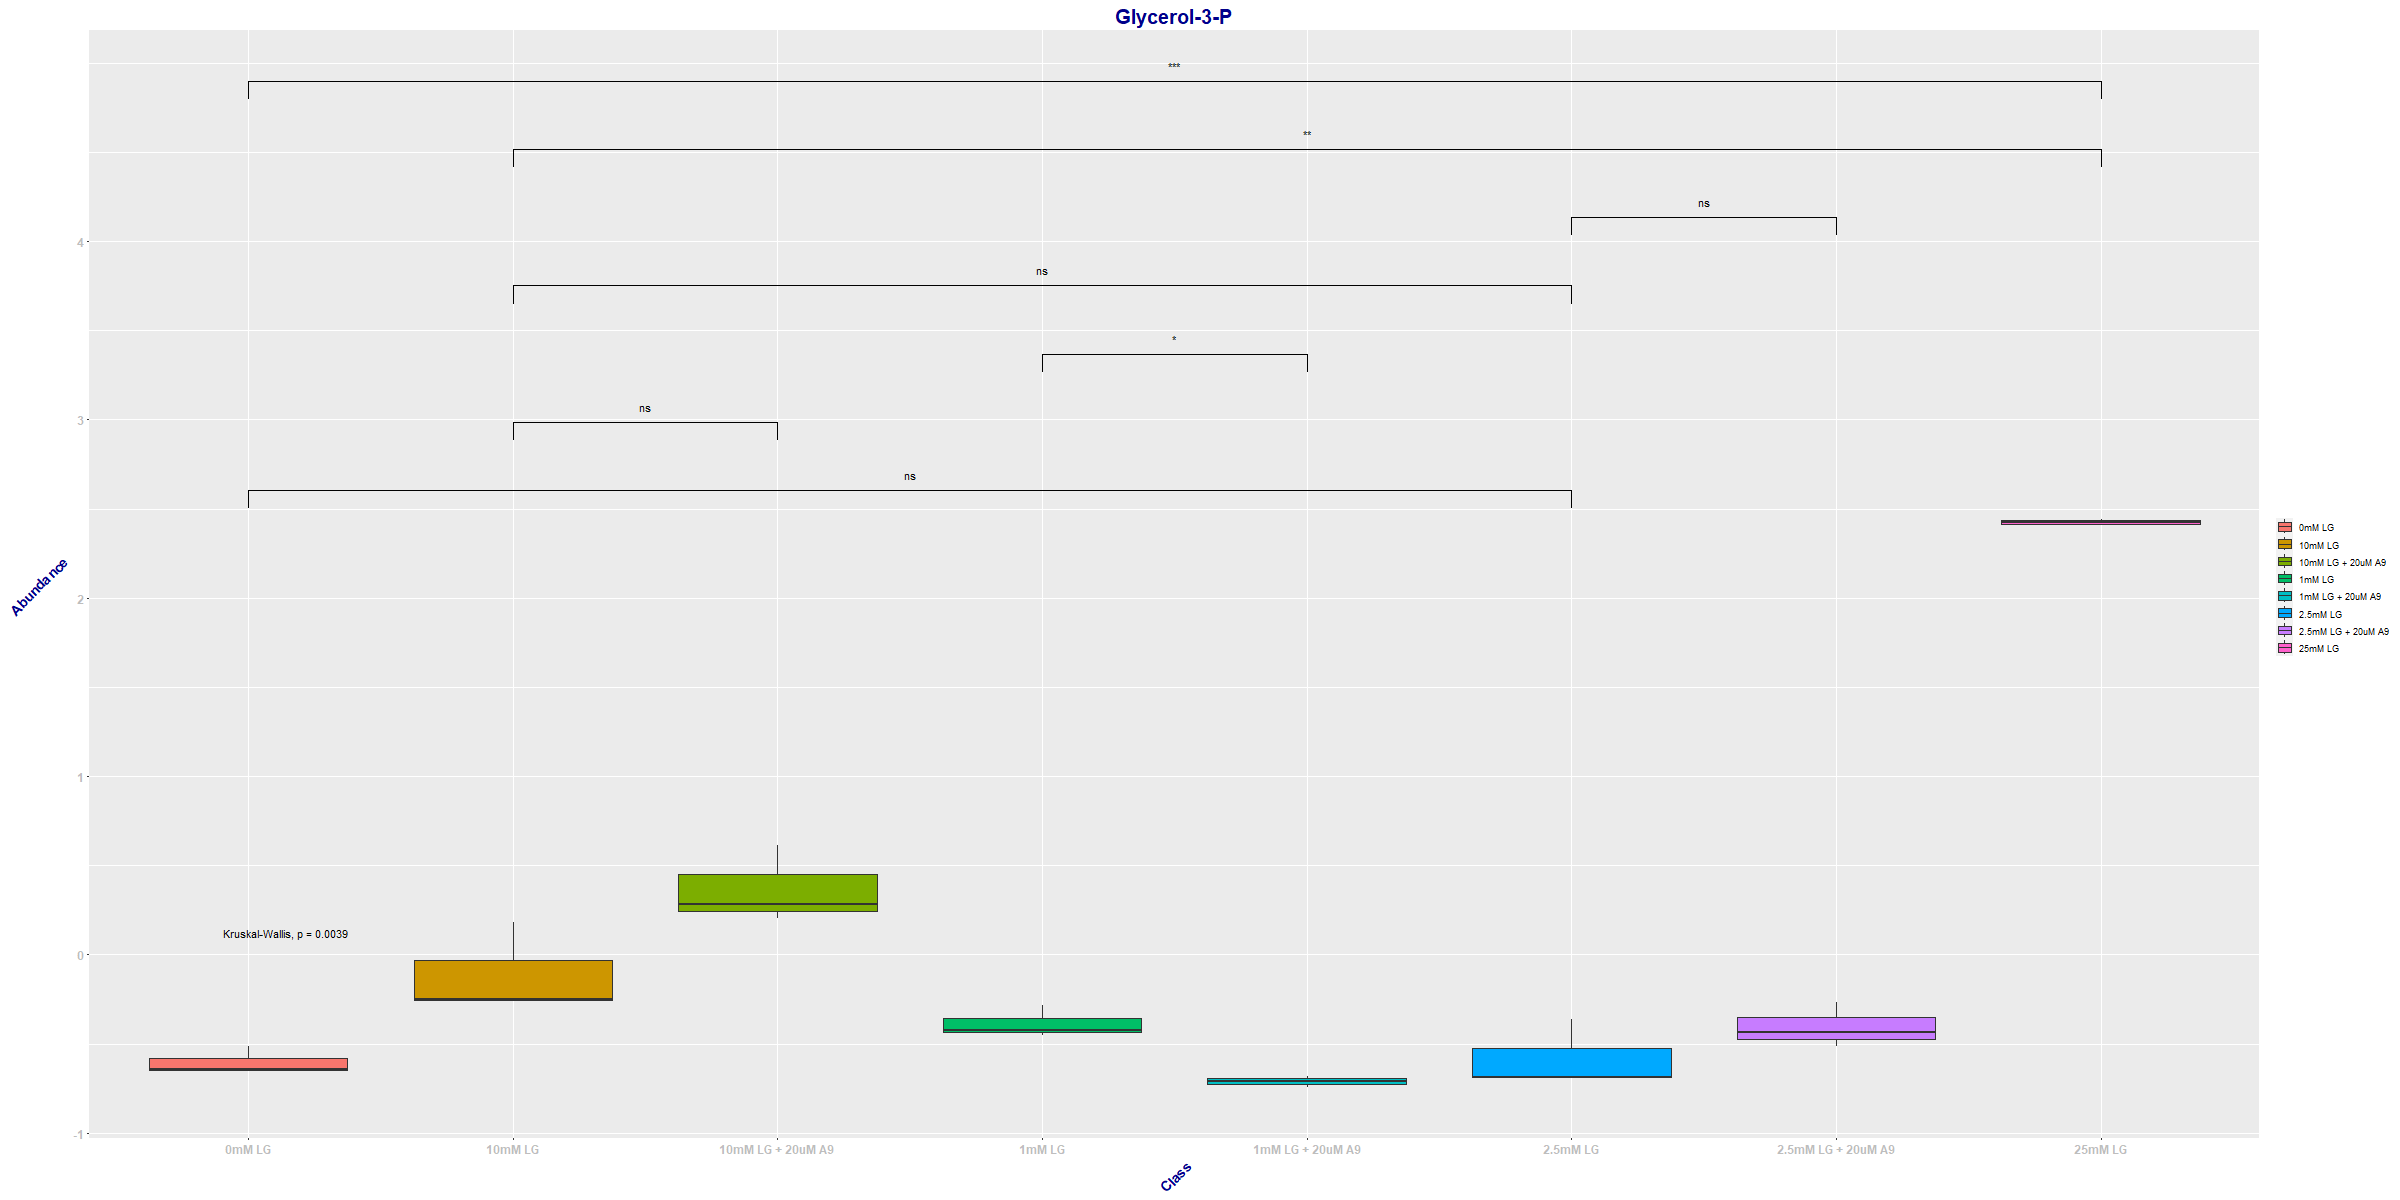 Glycerol-3-P
***
**
ns
4
ns
*
3
ns
ns
Abundance
2
1
Kruskal-Wallis, p = 0.0039
0
-1
0mM LG
10mM LG
10mM LG + 20uM A9
1mM LG
1mM LG + 20uM A9
2.5mM LG
2.5mM LG + 20uM A9
25mM LG
Class
0mM LG
10mM LG
10mM LG + 20uM A9
1mM LG
1mM LG + 20uM A9
2.5mM LG
2.5mM LG + 20uM A9
25mM LG